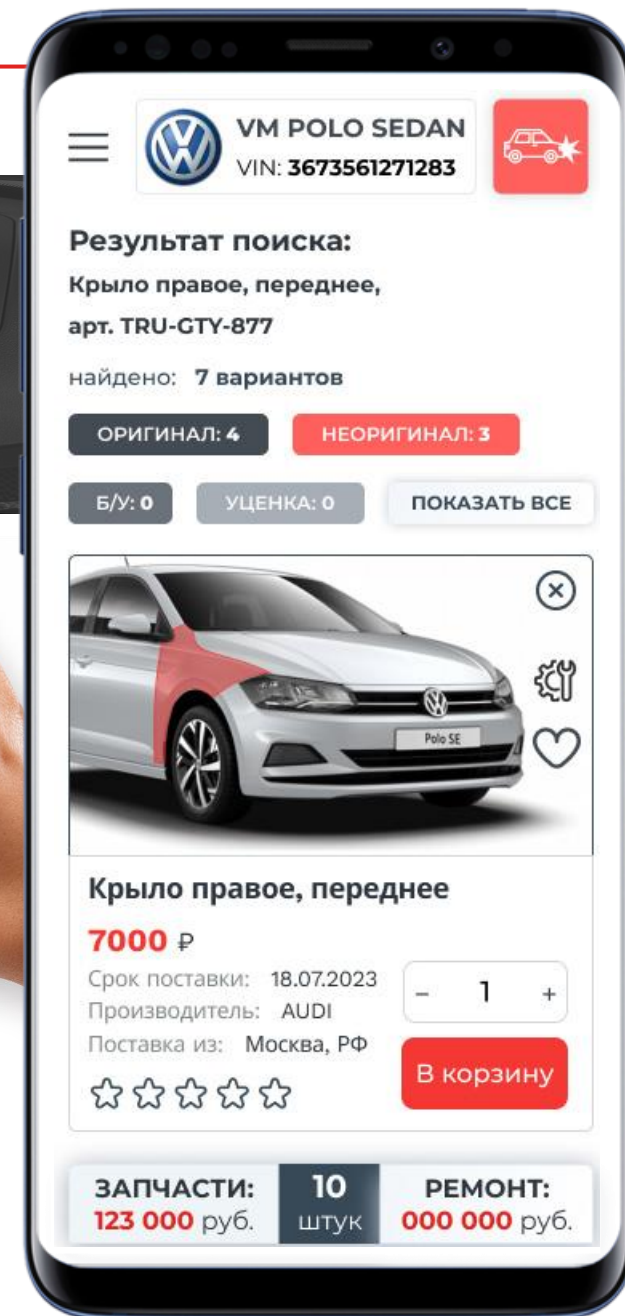 VM POLO SEDAN
VIN: 3673561271283
Результат поиска:
Крыло правое, переднее,
арт. TRU-GTY-877
найдено: 7 вариантов
ОРИГИНАЛ: 4 НЕОРИГИНАЛ: 3
Б/У: 0 УЦЕНКА: 0 ПОКАЗАТЬ ВСЕ
Polo SE
Крыло правое, переднее
7000 ₽
Срок поставки: 18.07.2023
Производитель: AUDI
Поставка из: Москва, РФ
– 1 +
В корзину
ЗАПЧАСТИ: 10 РЕМОНТ:
123 000 руб. штук 000 000 руб.